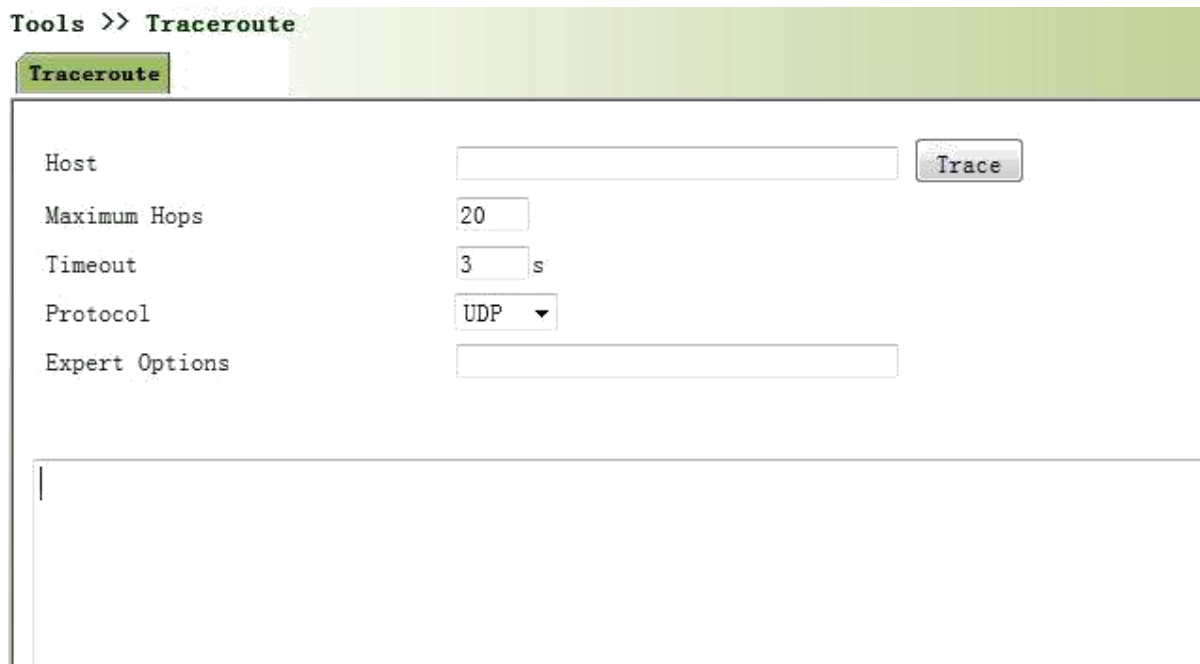 Tools >> Traceroute
Traceroute
Host Trace
Maximum Hops 20
Timeout 3 s
Protocol UDP
Expert Options